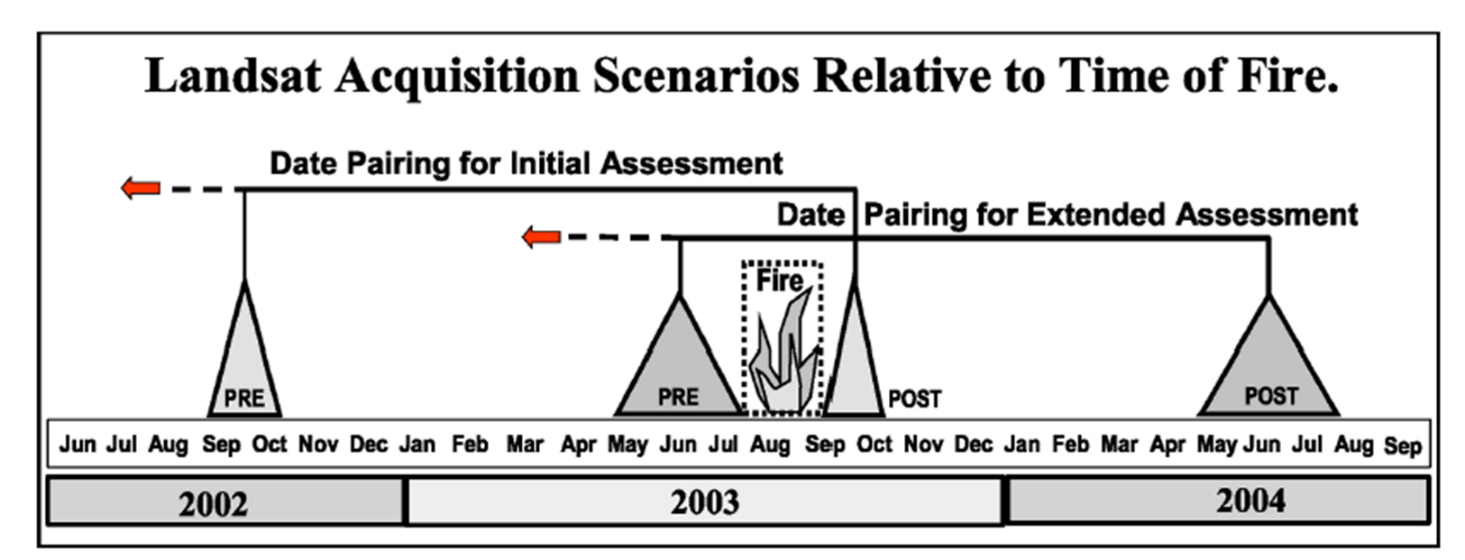 Landsat Acquisition Scenarios Relative to Time of Fire.
Date Pairing for Initial Assessment
Date Pairing for Extended Assessment
Fire
PRE
PRE
POST
POST
Jun Jul Aug Sep Oct Nov Dec Jan Feb Mar Apr May Jun Jul Aug Sep Oct Nov Dec Jan Feb Mar Apr May Jun Jul Aug Sep
2002 2003 2004